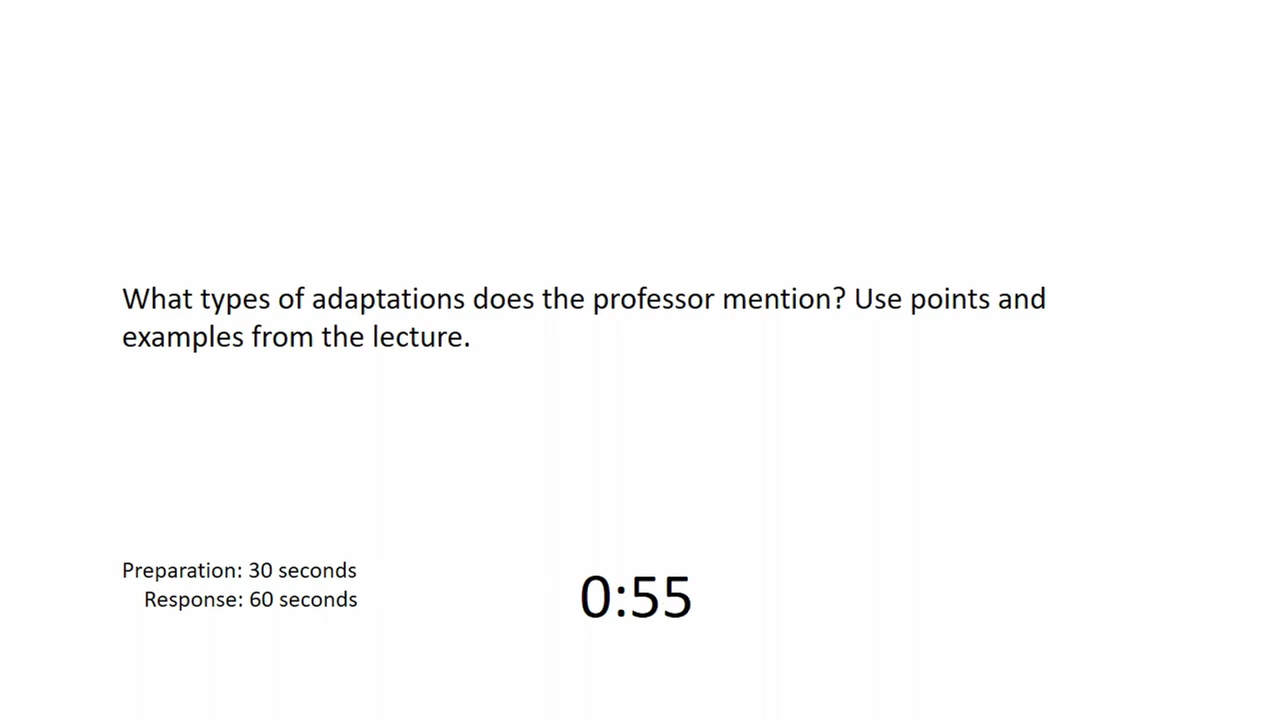 What types of adaptations does the professor mention? Use points and
examples from the lecture.
Preparation: 30 seconds
Response: 60 seconds
0:55